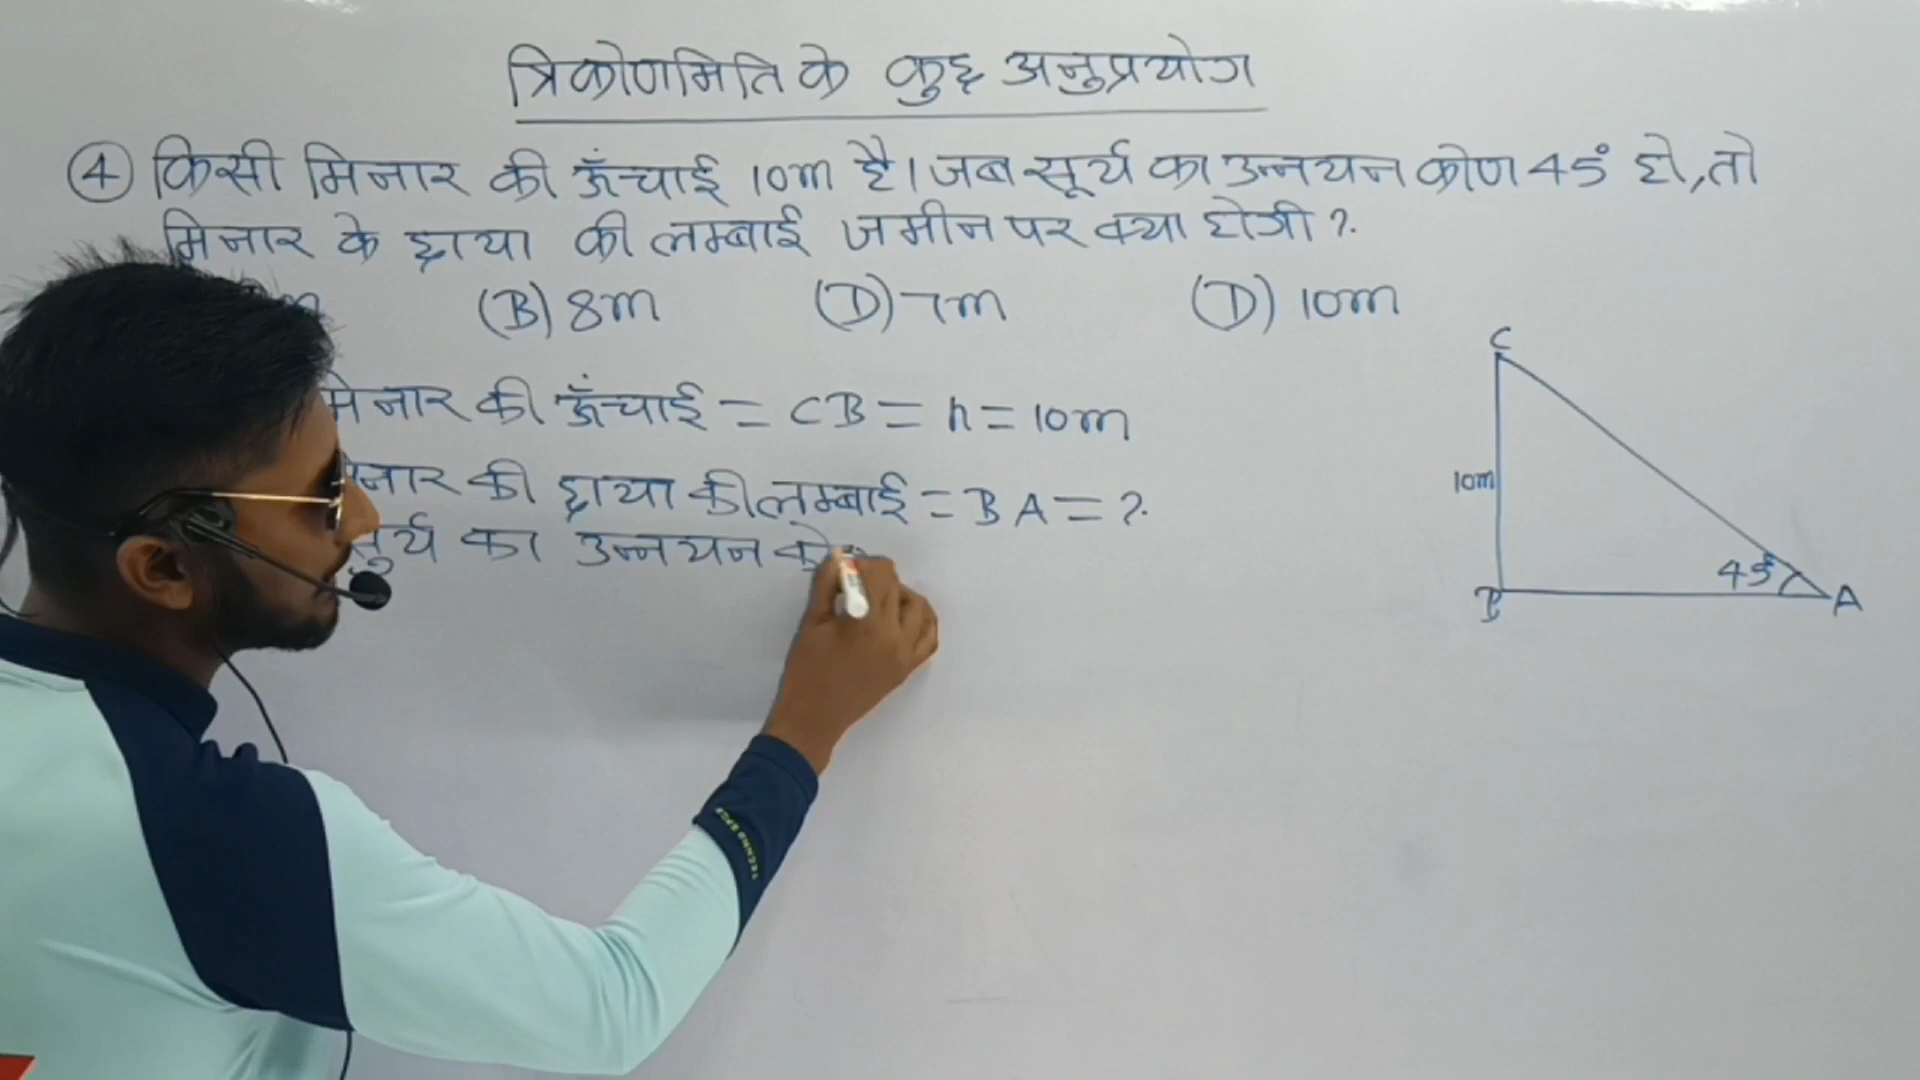 त्रिकोणमिति के कुछ अनुप्रयोग
④ किसी मिनार की ऊँचाई 10m है। जब सूर्य का उन्नयन कोण 45° हो, तो
मिनार के छाया की लम्बाई जमीन पर क्या होगी ?
(B) 8m (D) 7m (D) 10m
मिनार की ऊँचाई = CB = h = 10m
मिनार की छाया की लम्बाई = BA = ?
सुर्य का उन्नयन को
C
10m
B
45°
A